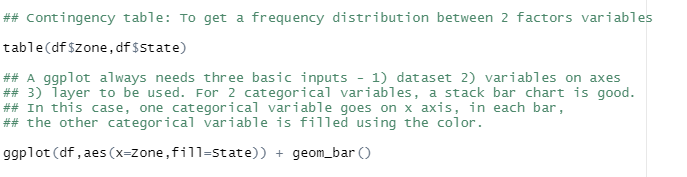 ## Contingency table: To get a frequency distribution between 2 factors variables
table(df$Zone,df$State)
## A ggplot always needs three basic inputs - 1) dataset 2) variables on axes
## 3) layer to be used. For 2 categorical variables, a stack bar chart is good.
## In this case, one categorical variable goes on x axis, in each bar,
## the other categorical variable is filled using the color.
ggplot(df,aes(x=Zone,fill=State)) + geom_bar()